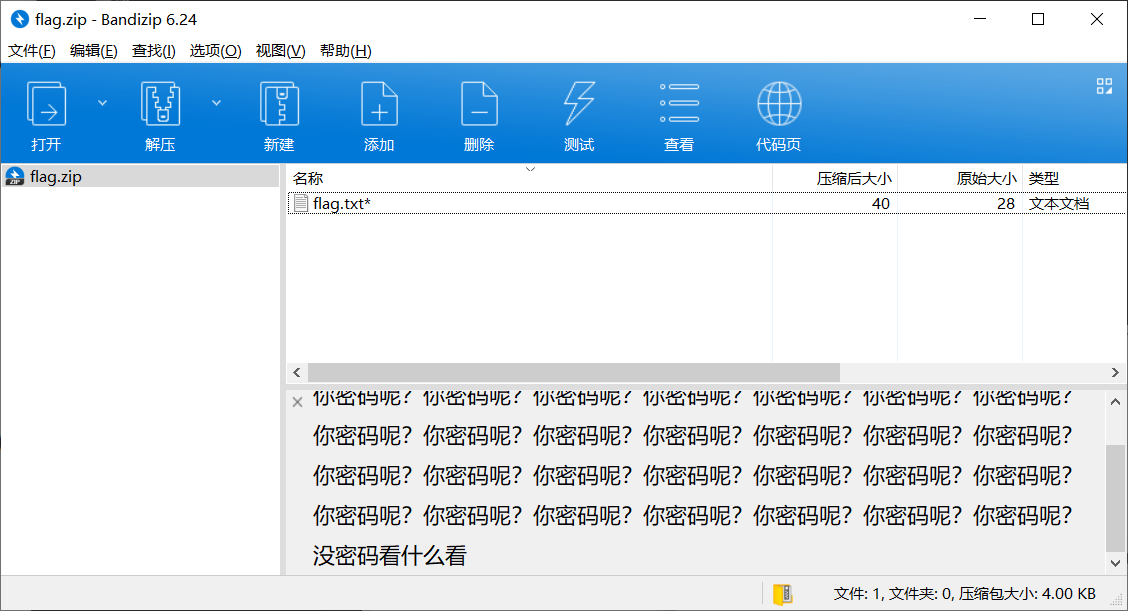 flag.zip - Bandizip 6.24
文件(F) 编辑(E) 查找(I) 选项(O) 视图(V) 帮助(H)
打开 解压 新建 添加 删除 测试 查看 代码页
flag.zip
名称 压缩后大小 原始大小 类型
flag.txt* 40 28 文本文档
你密码呢？你密码呢？你密码呢？你密码呢？你密码呢？你密码呢？你密码呢？
你密码呢？你密码呢？你密码呢？你密码呢？你密码呢？你密码呢？你密码呢？
你密码呢？你密码呢？你密码呢？你密码呢？你密码呢？你密码呢？你密码呢？
你密码呢？你密码呢？你密码呢？你密码呢？你密码呢？你密码呢？你密码呢？
没密码看什么看
文件: 1, 文件夹: 0, 压缩包大小: 4.00 KB